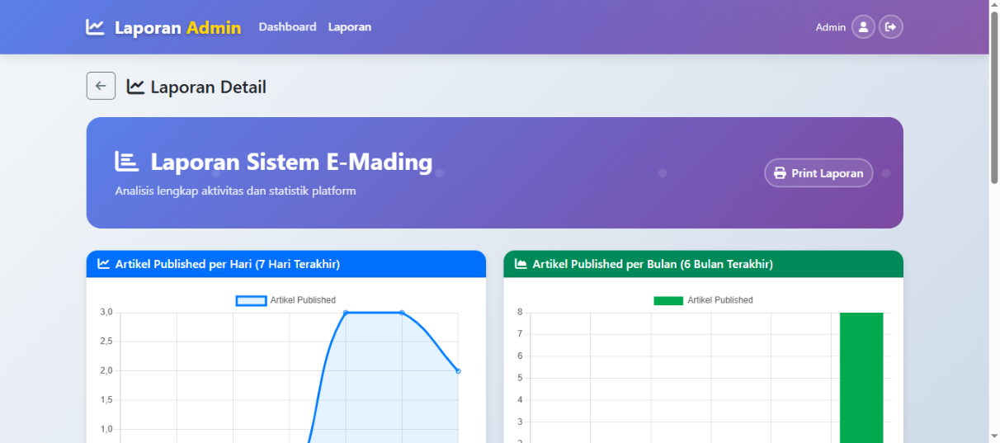 Laporan Admin Dashboard Laporan Admin
Laporan Detail
Laporan Sistem E-Mading
Analisis lengkap aktivitas dan statistik platform
Print Laporan
Artikel Published per Hari (7 Hari Terakhir)
Artikel Published
3,0
2,5
2,0
1,5
1,0
Artikel Published per Bulan (6 Bulan Terakhir)
Artikel Published
8
7
6
5
4
3
2